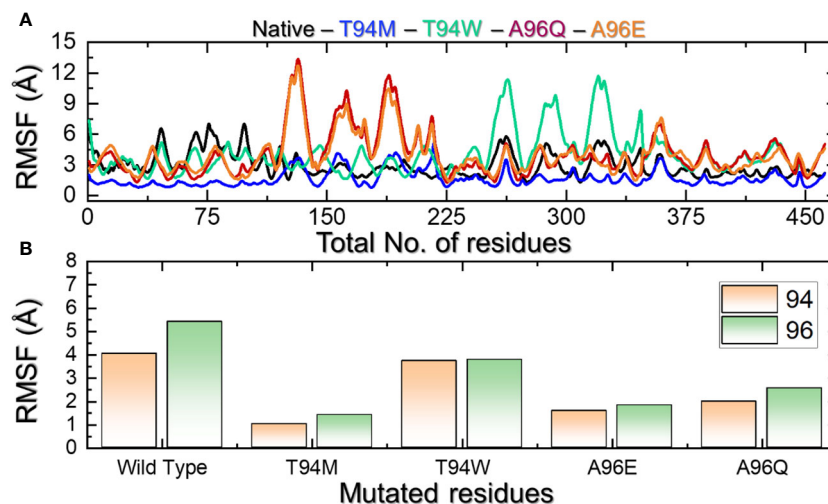 A
Native – T94M – T94W – A96Q – A96E
15
12
9
6
3
0
RMSF (Å)
0 75 150 225 300 375 450
Total No. of residues
B
8
7
6
5
4
3
2
1
0
RMSF (Å)
94
96
Wild Type T94M T94W A96E A96Q
Mutated residues